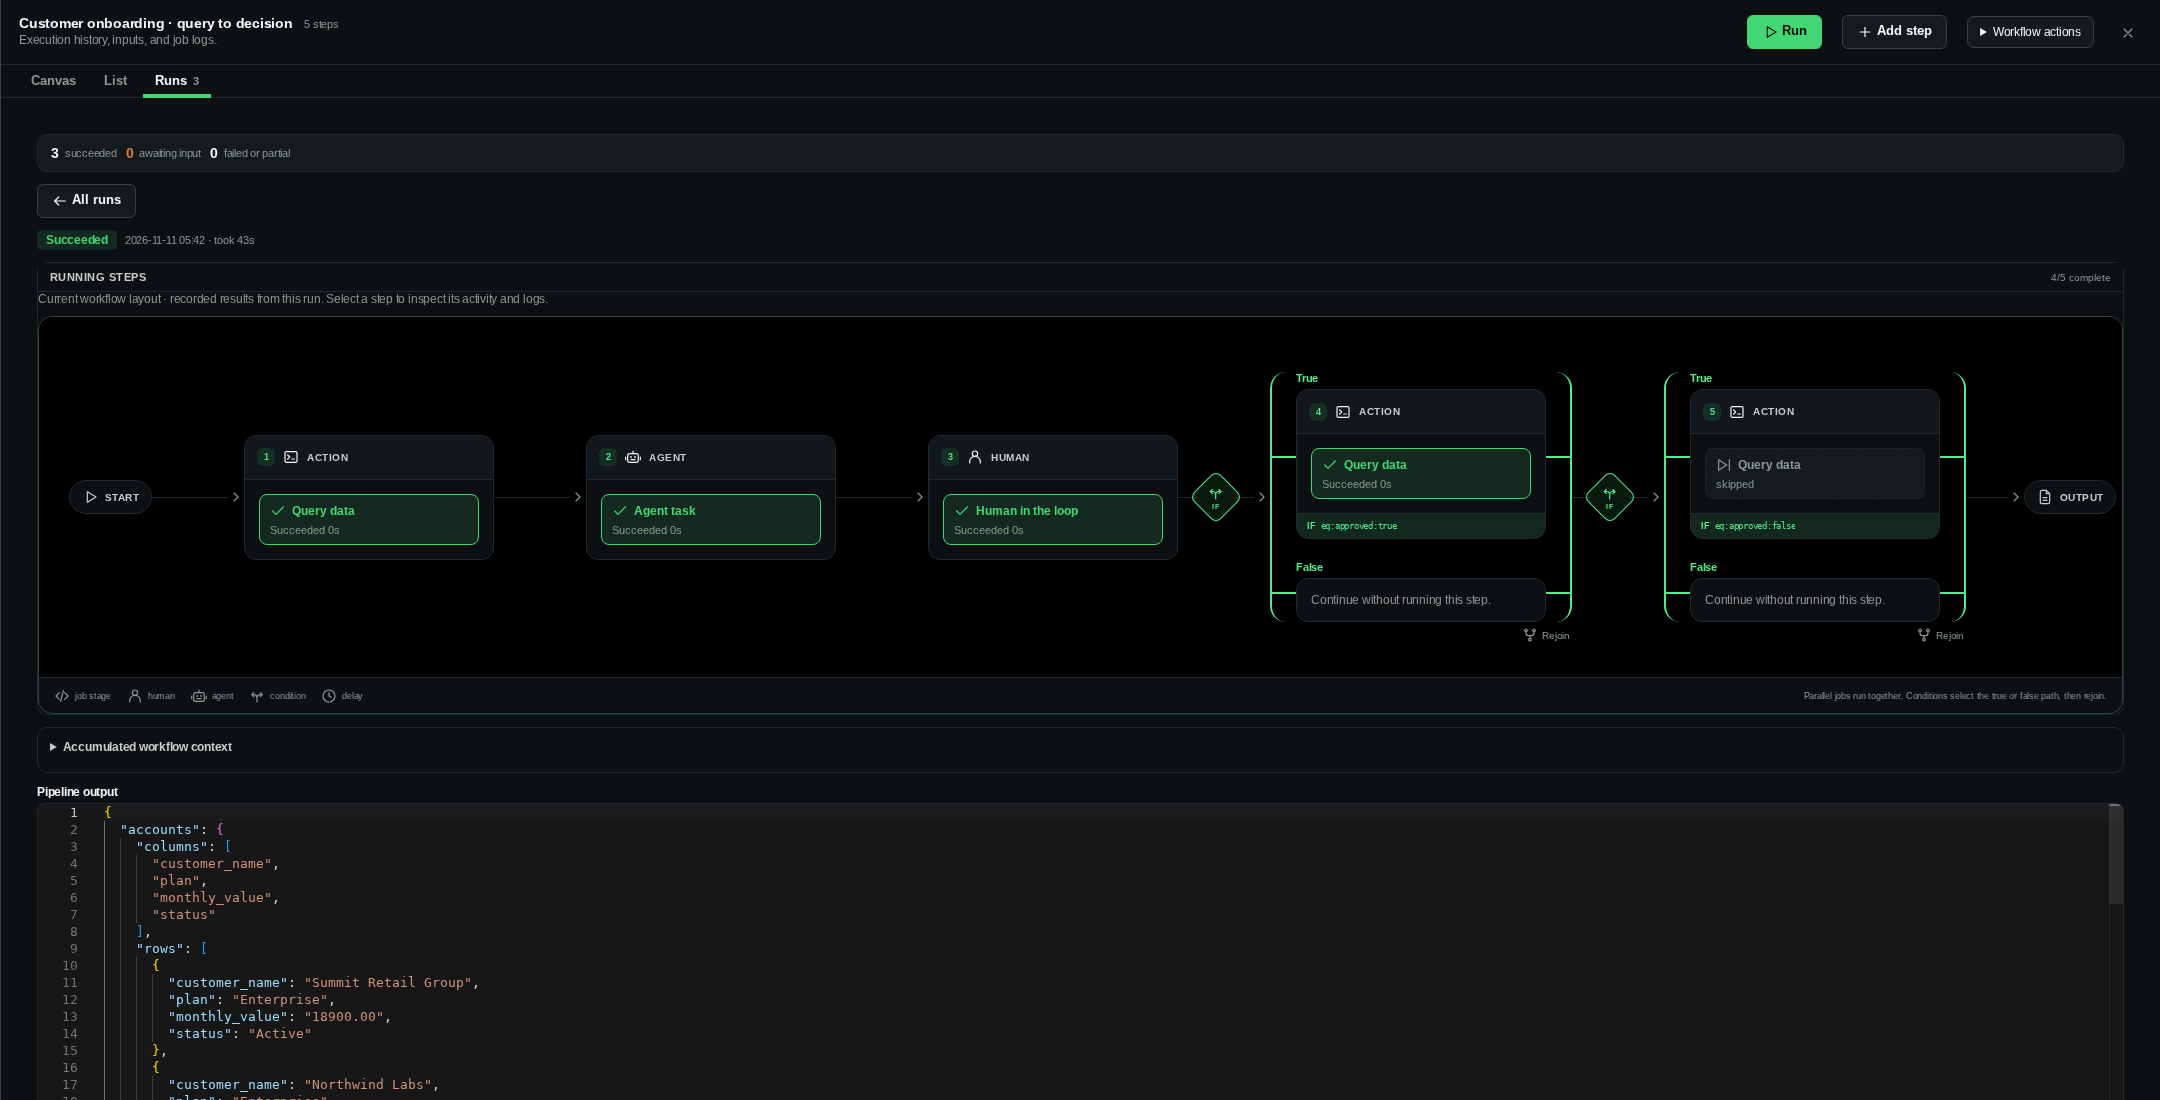 Customer onboarding · query to decision 5 steps
Execution history, inputs, and job logs.
Run
Add step
Workflow actions
Canvas List Runs 3
3 succeeded 0 awaiting input 0 failed or partial
All runs
Succeeded 2026-11-11 05:42 · took 43s
RUNNING STEPS 4/5 complete
Current workflow layout · recorded results from this run. Select a step to inspect its activity and logs.
START
1 ACTION
Query data
Succeeded 0s
2 AGENT
Agent task
Succeeded 0s
3 HUMAN
Human in the loop
Succeeded 0s
IF
True
4 ACTION
Query data
Succeeded 0s
IF eq:approved:true
False
Continue without running this step.
Rejoin
IF
True
5 ACTION
Query data
skipped
IF eq:approved:false
False
Continue without running this step.
Rejoin
OUTPUT
job stage human agent condition delay
Parallel jobs run together. Conditions select the true or false path, then rejoin.
Accumulated workflow context
Pipeline output
1 {
2 "accounts": {
3 "columns": [
4 "customer_name",
5 "plan",
6 "monthly_value",
7 "status"
8 ],
9 "rows": [
10 {
11 "customer_name": "Summit Retail Group",
12 "plan": "Enterprise",
13 "monthly_value": "18900.00",
14 "status": "Active"
15 },
16 {
17 "customer_name": "Northwind Labs",
18 "plan": "Enterprise"